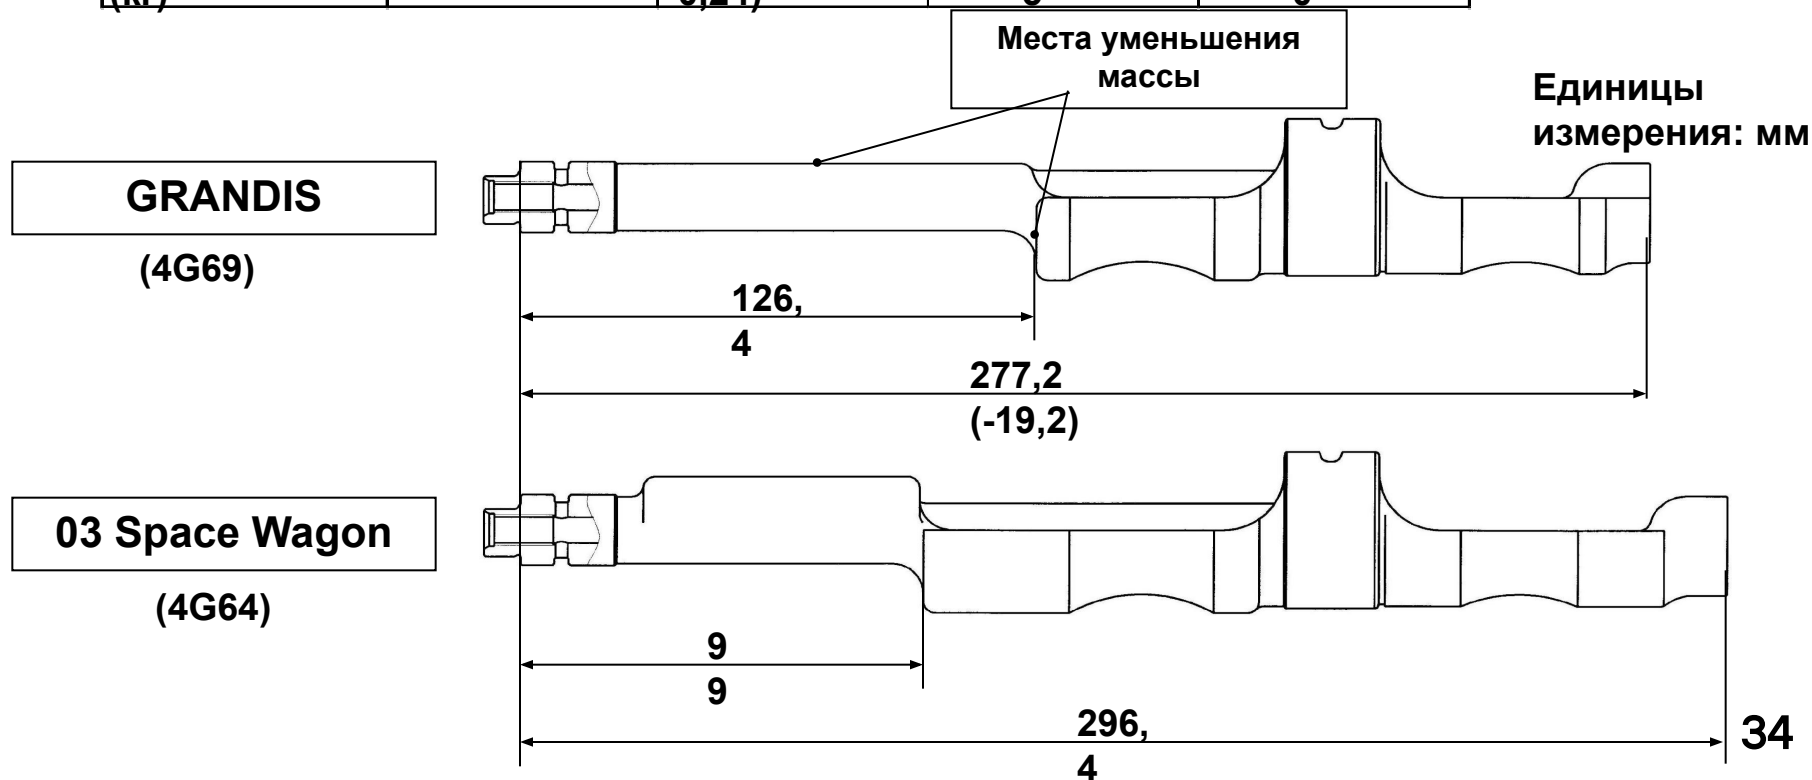 Места уменьшения
массы
Единицы
измерения: мм
GRANDIS
(4G69)
126,
4
277,2
(-19,2)
03 Space Wagon
(4G64)
9
9
296,
4
34